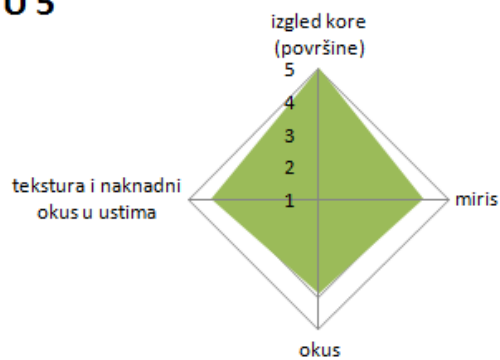 U 5
izgled kore
(površine)
5
4
3
2
1
tekstura i naknadni
okus u ustima
miris
okus